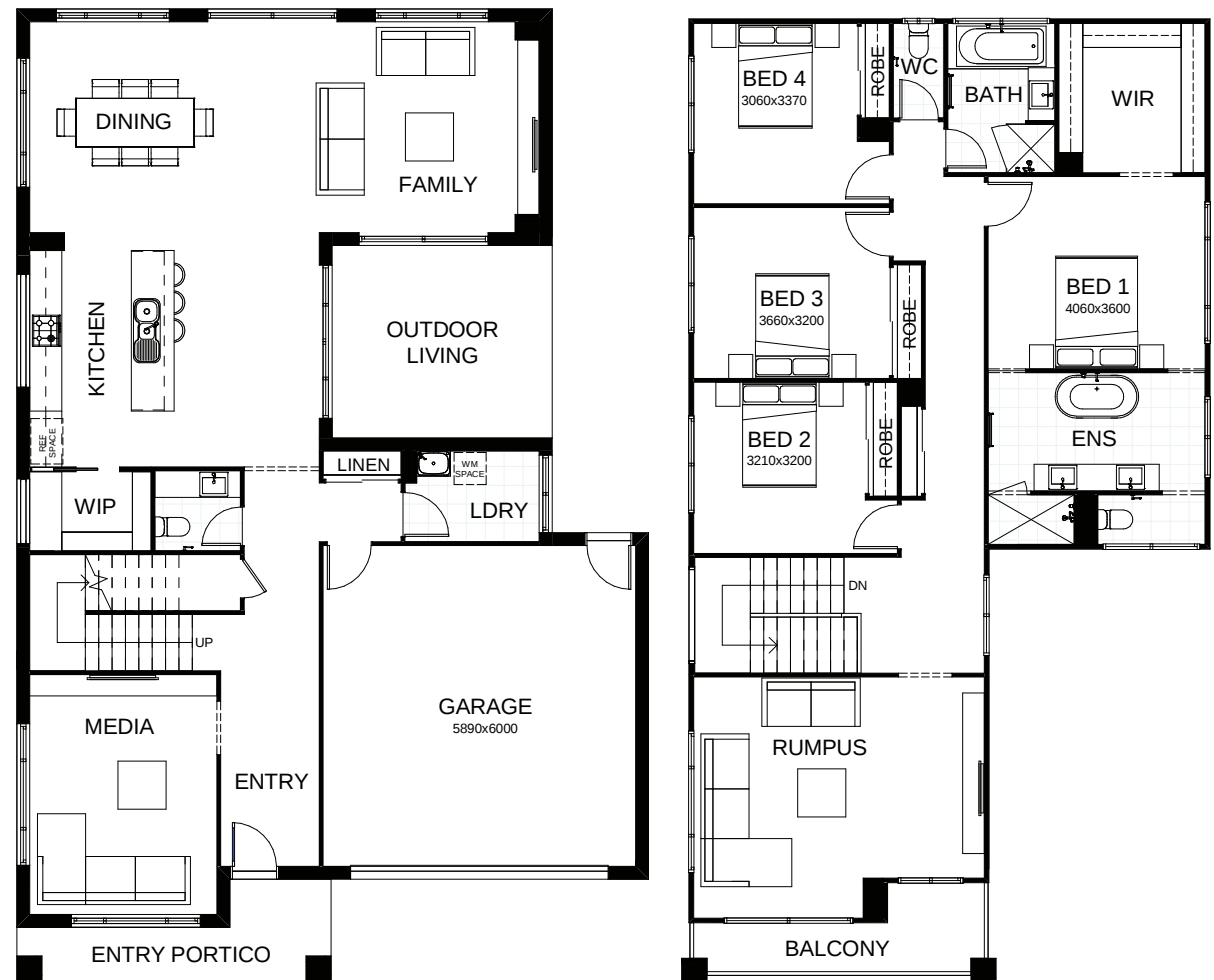 DINING
FAMILY
KITCHEN
OUTDOOR
LIVING
REF
SPACE
LINEN
WM
SPACE
WIP
LDRY
UP
GARAGE
5890x6000
MEDIA
ENTRY
ENTRY PORTICO
BED 4
3060x3370
ROBE
WC
BATH
WIR
BED 3
3660x3200
ROBE
BED 1
4060x3600
BED 2
3210x3200
ROBE
ENS
DN
RUMPUS
BALCONY